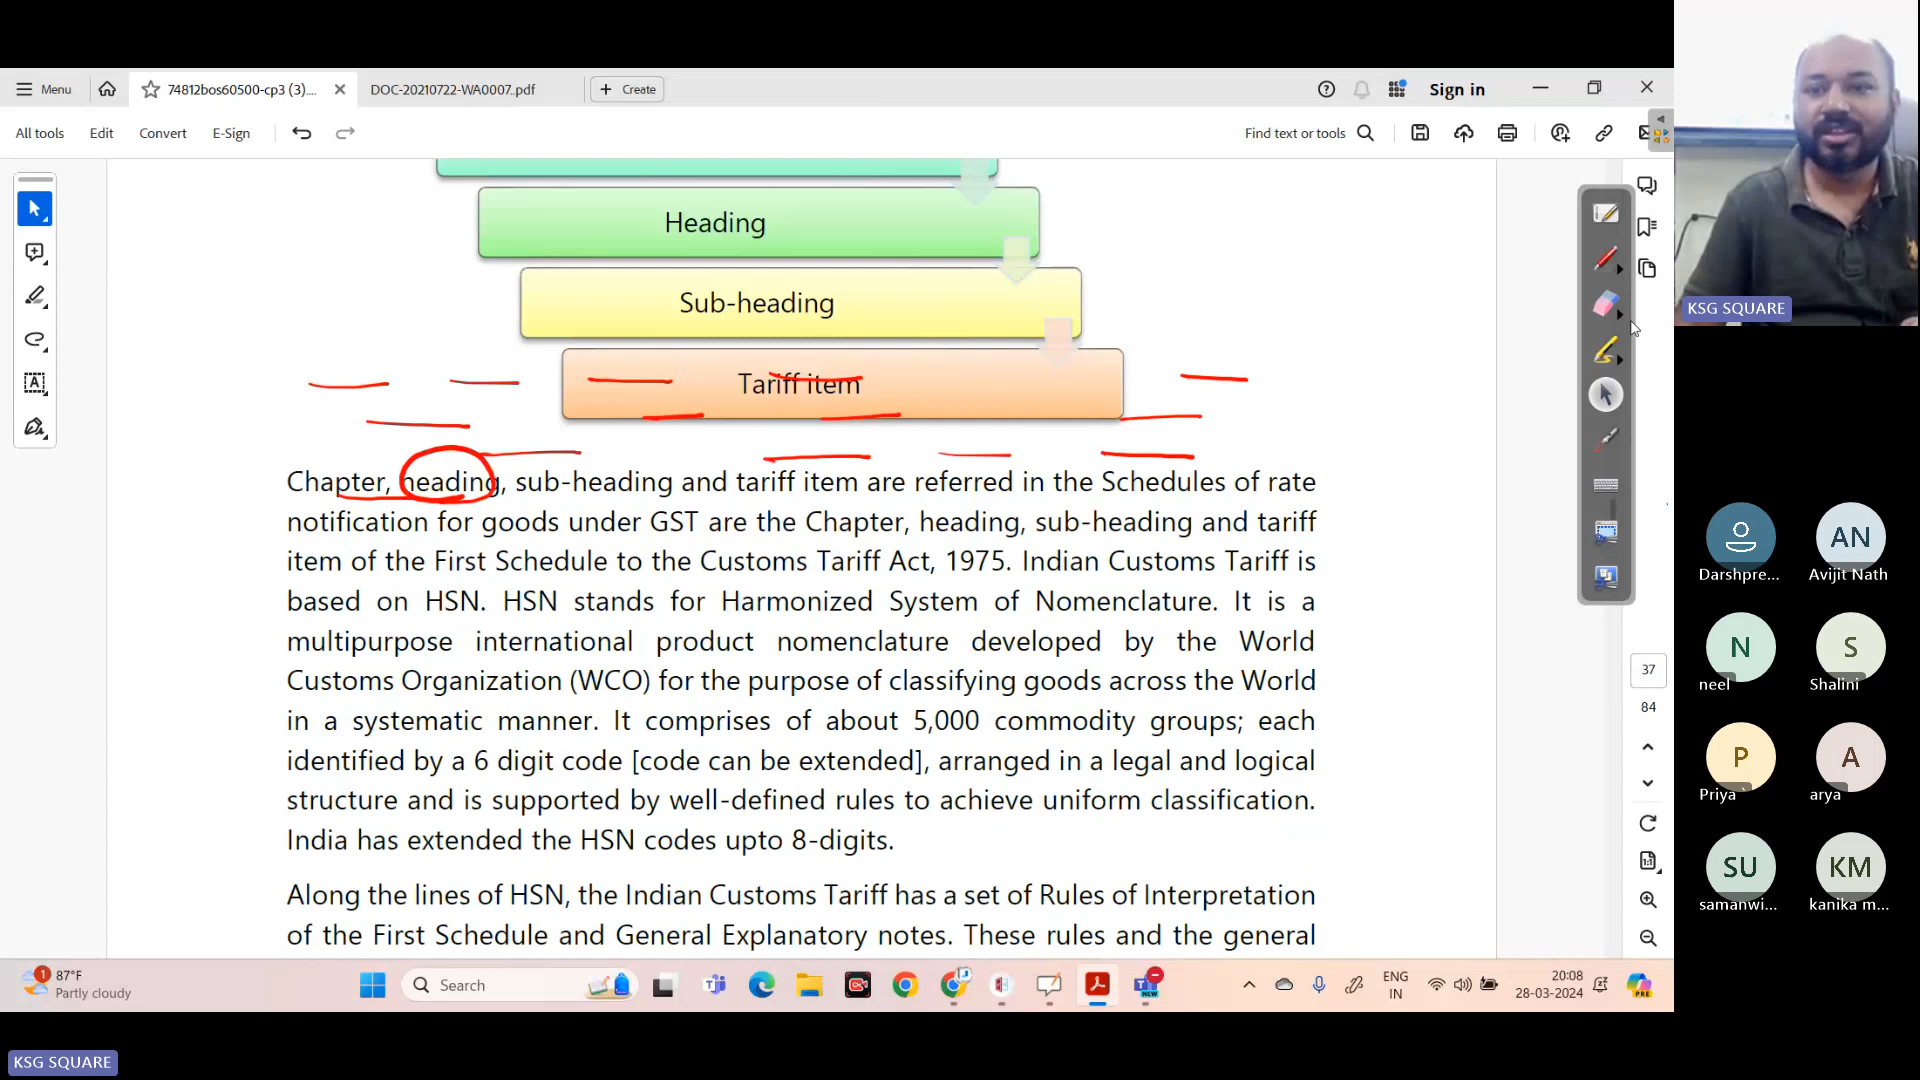 Menu
74812bos60500-cp3 (3)....
DOC-20210722-WA0007..pdf
Create
Sign in
All tools
Edit
Convert
E-Sign
Find text or tools
Heading
Sub-heading
Tariff item
Chapter, heading, sub-heading and tariff item are referred in the Schedules of rate
notification for goods under GST are the Chapter, heading, sub-heading and tariff
item of the First Schedule to the Customs Tariff Act, 1975. Indian Customs Tariff is
based on HSN. HSN stands for Harmonized System of Nomenclature. It is a
multipurpose international product nomenclature developed by the World
Customs Organization (WCO) for the purpose of classifying goods across the World
in a systematic manner. It comprises of about 5,000 commodity groups; each
identified by a 6 digit code [code can be extended], arranged in a legal and logical
structure and is supported by well-defined rules to achieve uniform classification.
India has extended the HSN codes upto 8-digits.
Along the lines of HSN, the Indian Customs Tariff has a set of Rules of Interpretation
of the First Schedule and General Explanatory notes. These rules and the general
37
84
1:1
KSG SQUARE
Darshpre...
AN
Avijit Nath
N
neel
S
Shalini
P
Priya `
A
arya
SU
samanwi...
KM
kanika m...
1
87°F
Partly cloudy
Search
NEW
ENG
IN
20:08
28-03-2024
PRE
KSG SQUARE